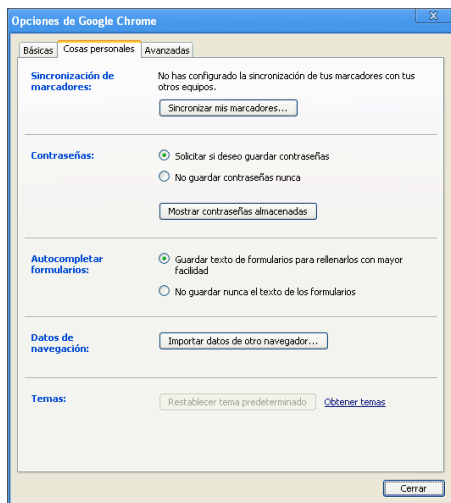 Opciones de Google Chrome
X
Básicas Cosas personales Avanzadas
Sincronización de marcadores:
No has configurado la sincronización de tus marcadores con tus
otros equipos.
Sincronizar mis marcadores...
Contraseñas:
Solicitar si deseo guardar contraseñas
No guardar contraseñas nunca
Mostrar contraseñas almacenadas
Autocompletar
formularios:
Guardar texto de formularios para rellenarlos con mayor
facilidad
No guardar nunca el texto de los formularios
Datos de
navegación:
Importar datos de otro navegador...
Temas:
Restablecer tema predeterminado Obtener temas
Cerrar